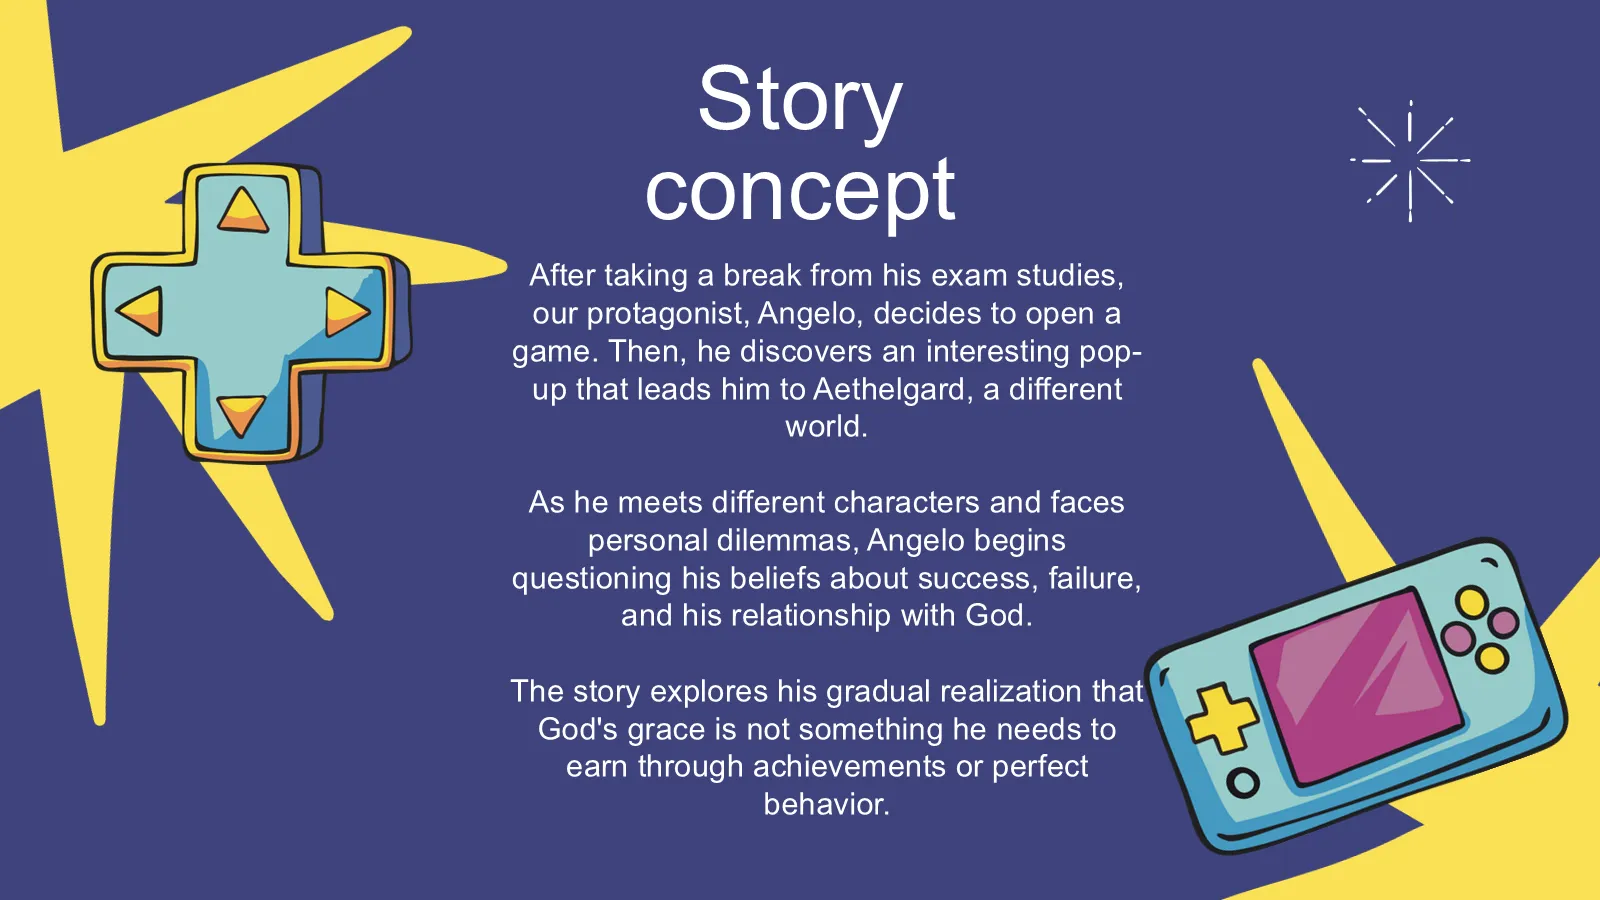 Story
concept
After taking a break from his exam studies,
our protagonist, Angelo, decides to open a
game. Then, he discovers an interesting pop-
up that leads him to Aethelgard, a different
world.
As he meets different characters and faces
personal dilemmas, Angelo begins
questioning his beliefs about success, failure,
and his relationship with God.
The story explores his gradual realization that
God's grace is not something he needs to
earn through achievements or perfect
behavior.